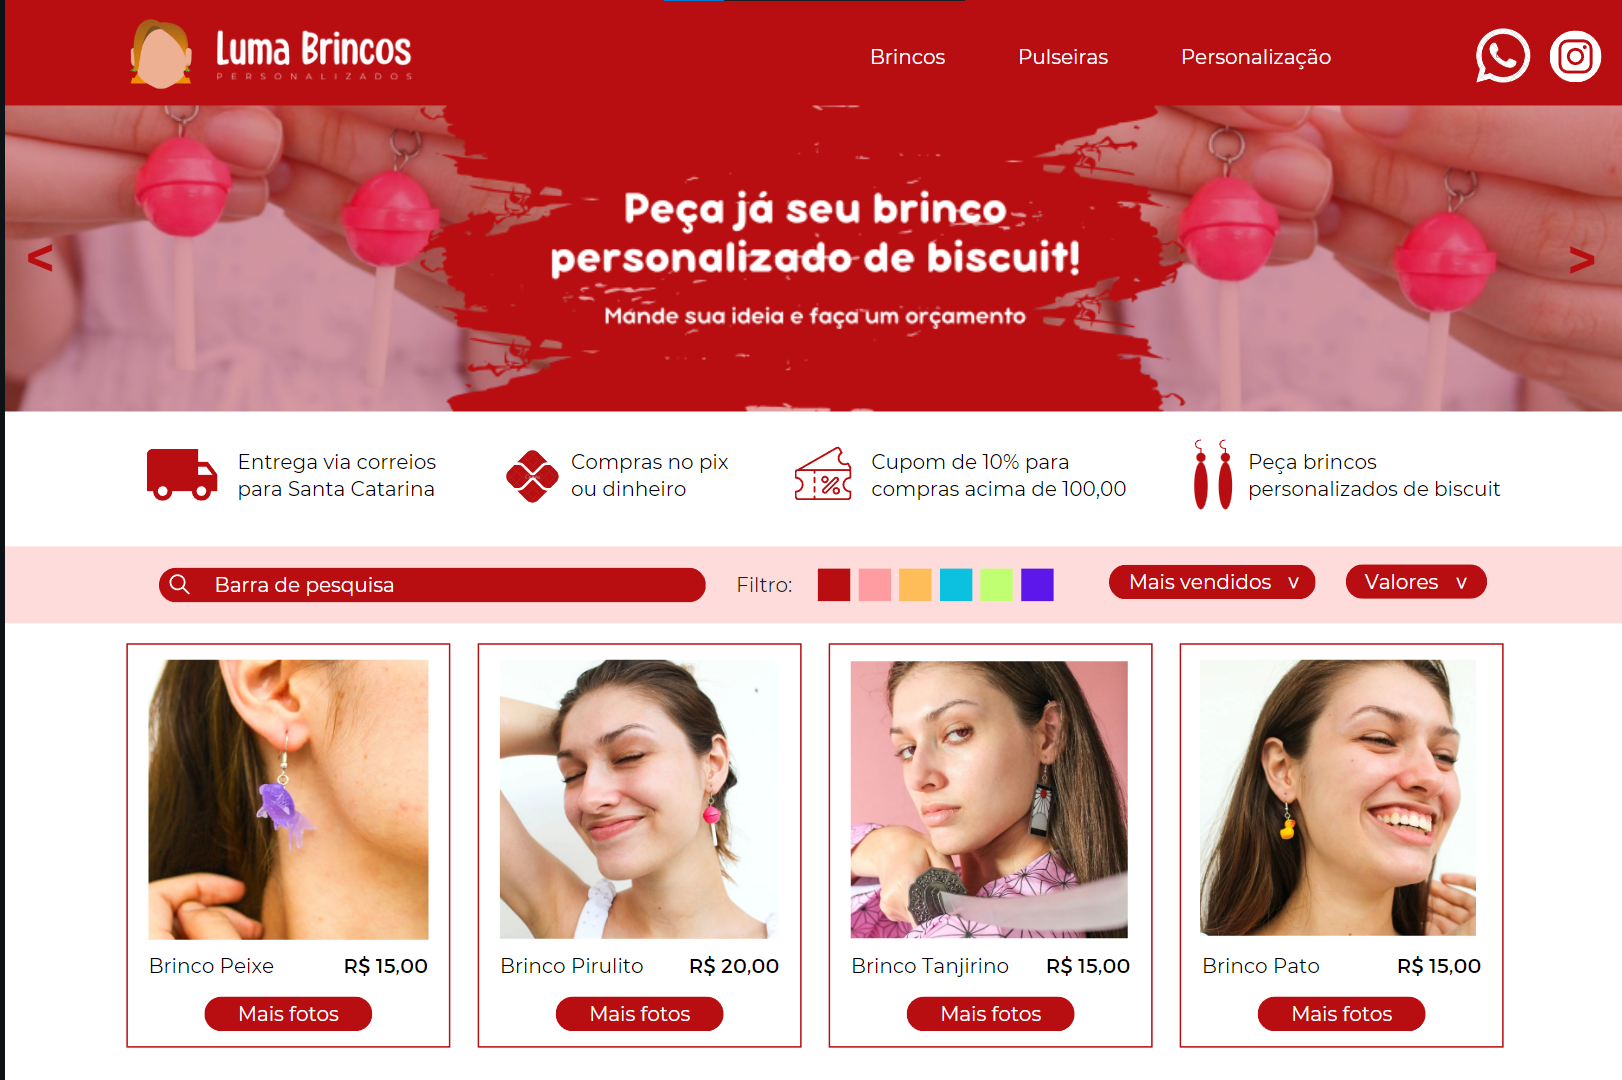 Luma Brincos
PERSONALIZADOS
Brincos
Pulseiras
Personalização
Peça já seu brinco
personalizado de biscuit!
Mande sua ideia e faça um orçamento
<
>
Entrega via correios
para Santa Catarina
Compras no pix
ou dinheiro
Cupom de 10% para
compras acima de 100,00
Peça brincos
personalizados de biscuit
Barra de pesquisa
Filtro:
Mais vendidos v
Valores v
Brinco Peixe R$ 15,00
Mais fotos
Brinco Pirulito R$ 20,00
Mais fotos
Brinco Tanjirino R$ 15,00
Mais fotos
Brinco Pato R$ 15,00
Mais fotos